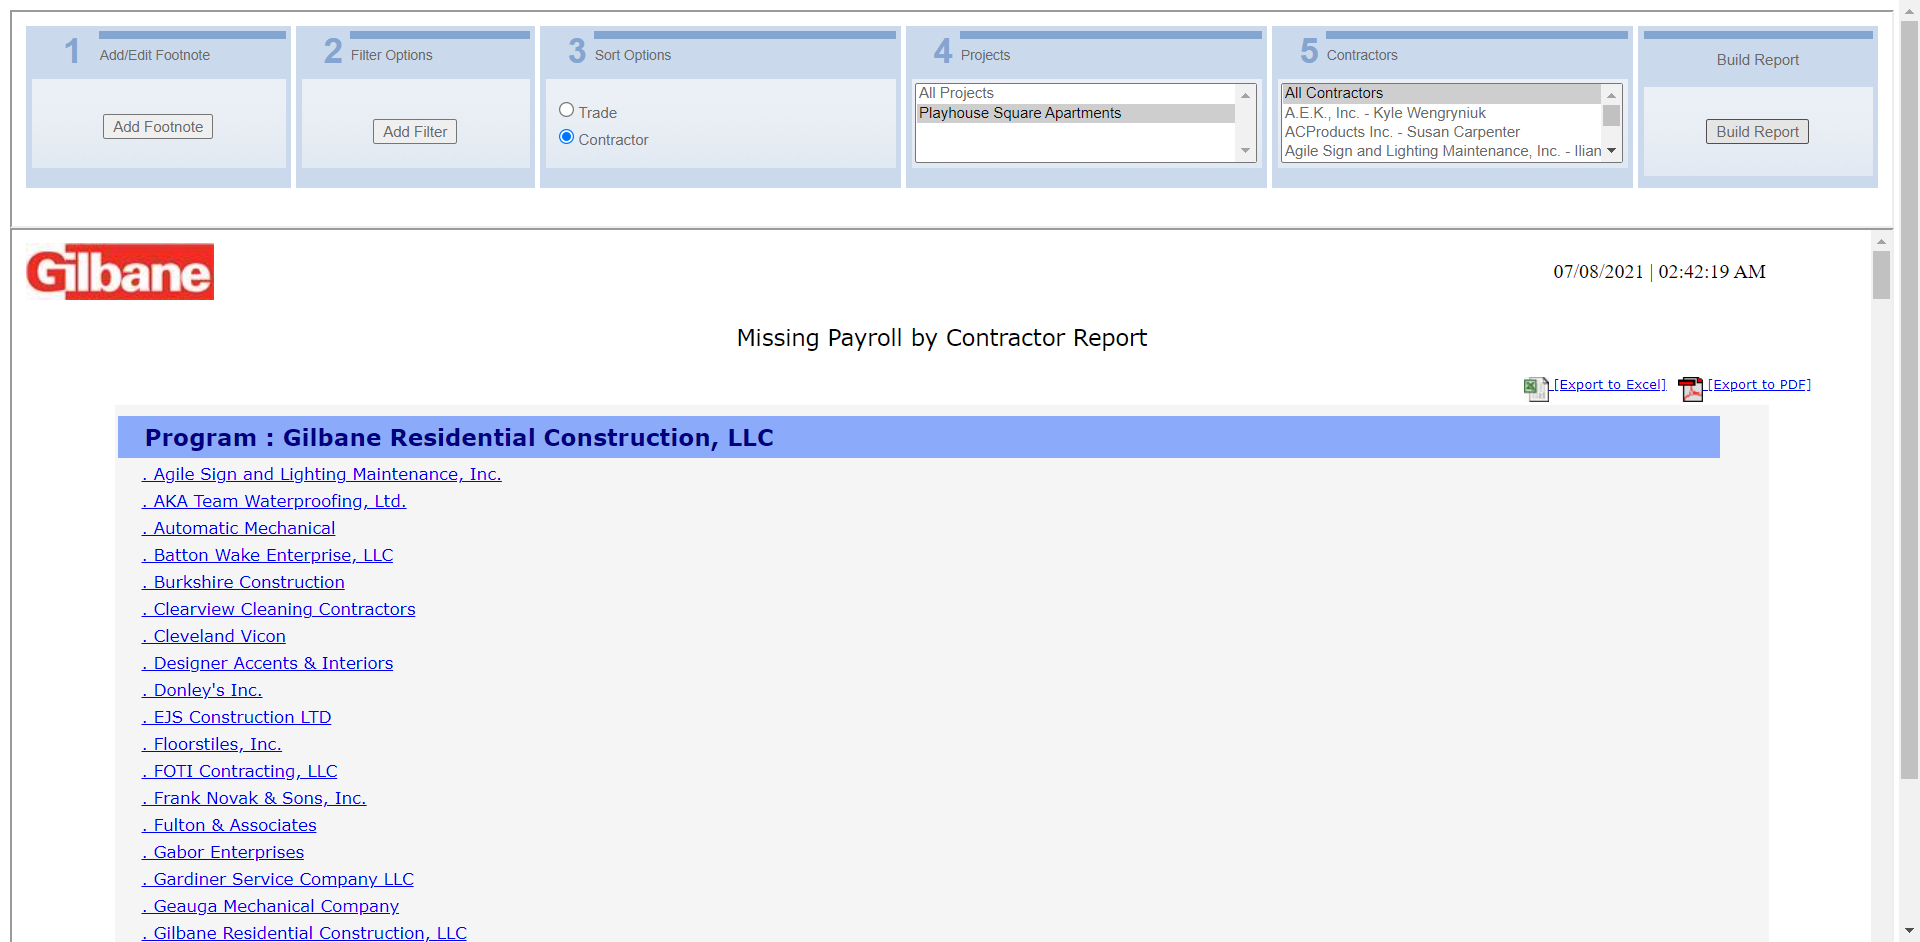 1 Add/Edit Footnote
Add Footnote
2 Filter Options
Add Filter
3 Sort Options
Trade
Contractor
4 Projects
All Projects
Playhouse Square Apartments
5 Contractors
All Contractors
A.E.K., Inc. - Kyle Wengryniuk
ACProducts Inc. - Susan Carpenter
Agile Sign and Lighting Maintenance, Inc. - Ilian
Build Report
Build Report
Gilbane
07/08/2021 | 02:42:19 AM
Missing Payroll by Contractor Report
[Export to Excel] [Export to PDF]
Program : Gilbane Residential Construction, LLC
. Agile Sign and Lighting Maintenance, Inc.
. AKA Team Waterproofing, Ltd.
. Automatic Mechanical
. Batton Wake Enterprise, LLC
. Burkshire Construction
. Clearview Cleaning Contractors
. Cleveland Vicon
. Designer Accents & Interiors
. Donley's Inc.
. EJS Construction LTD
. Floorstiles, Inc.
. FOTI Contracting, LLC
. Frank Novak & Sons, Inc.
. Fulton & Associates
. Gabor Enterprises
. Gardiner Service Company LLC
. Geauga Mechanical Company
. Gilbane Residential Construction, LLC